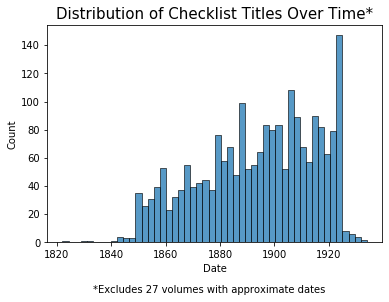 Distribution of Checklist Titles Over Time*
140
120
100
80
60
40
20
0
Count
1820 1840 1860 1880 1900 1920
Date
*Excludes 27 volumes with approximate dates